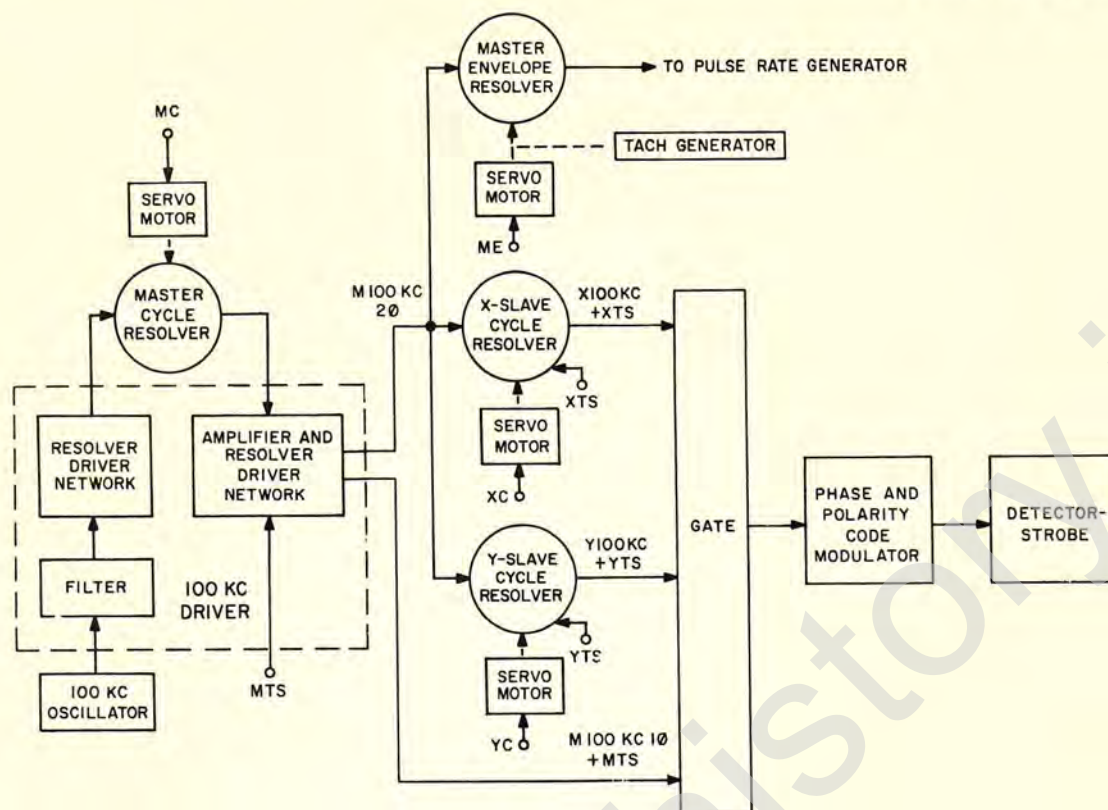 MASTER
ENVELOPE
RESOLVER
TO PULSE RATE GENERATOR
MC
TACH GENERATOR
SERVO
MOTOR
SERVO
MOTOR
ME
MASTER
CYCLE
RESOLVER
M 100 KC
2Ø
X-SLAVE
CYCLE
RESOLVER
X100KC
+XTS
XTS
RESOLVER
DRIVER
NETWORK
AMPLIFIER AND
RESOLVER
DRIVER
NETWORK
SERVO
MOTOR
XC
GATE
PHASE AND
POLARITY
CODE
MODULATOR
DETECTOR-
STROBE
FILTER
100 KC
DRIVER
Y-SLAVE
CYCLE
RESOLVER
Y100KC
+YTS
YTS
100 KC
OSCILLATOR
MTS
SERVO
MOTOR
YC
M 100 KC 1Ø
+MTS
history.